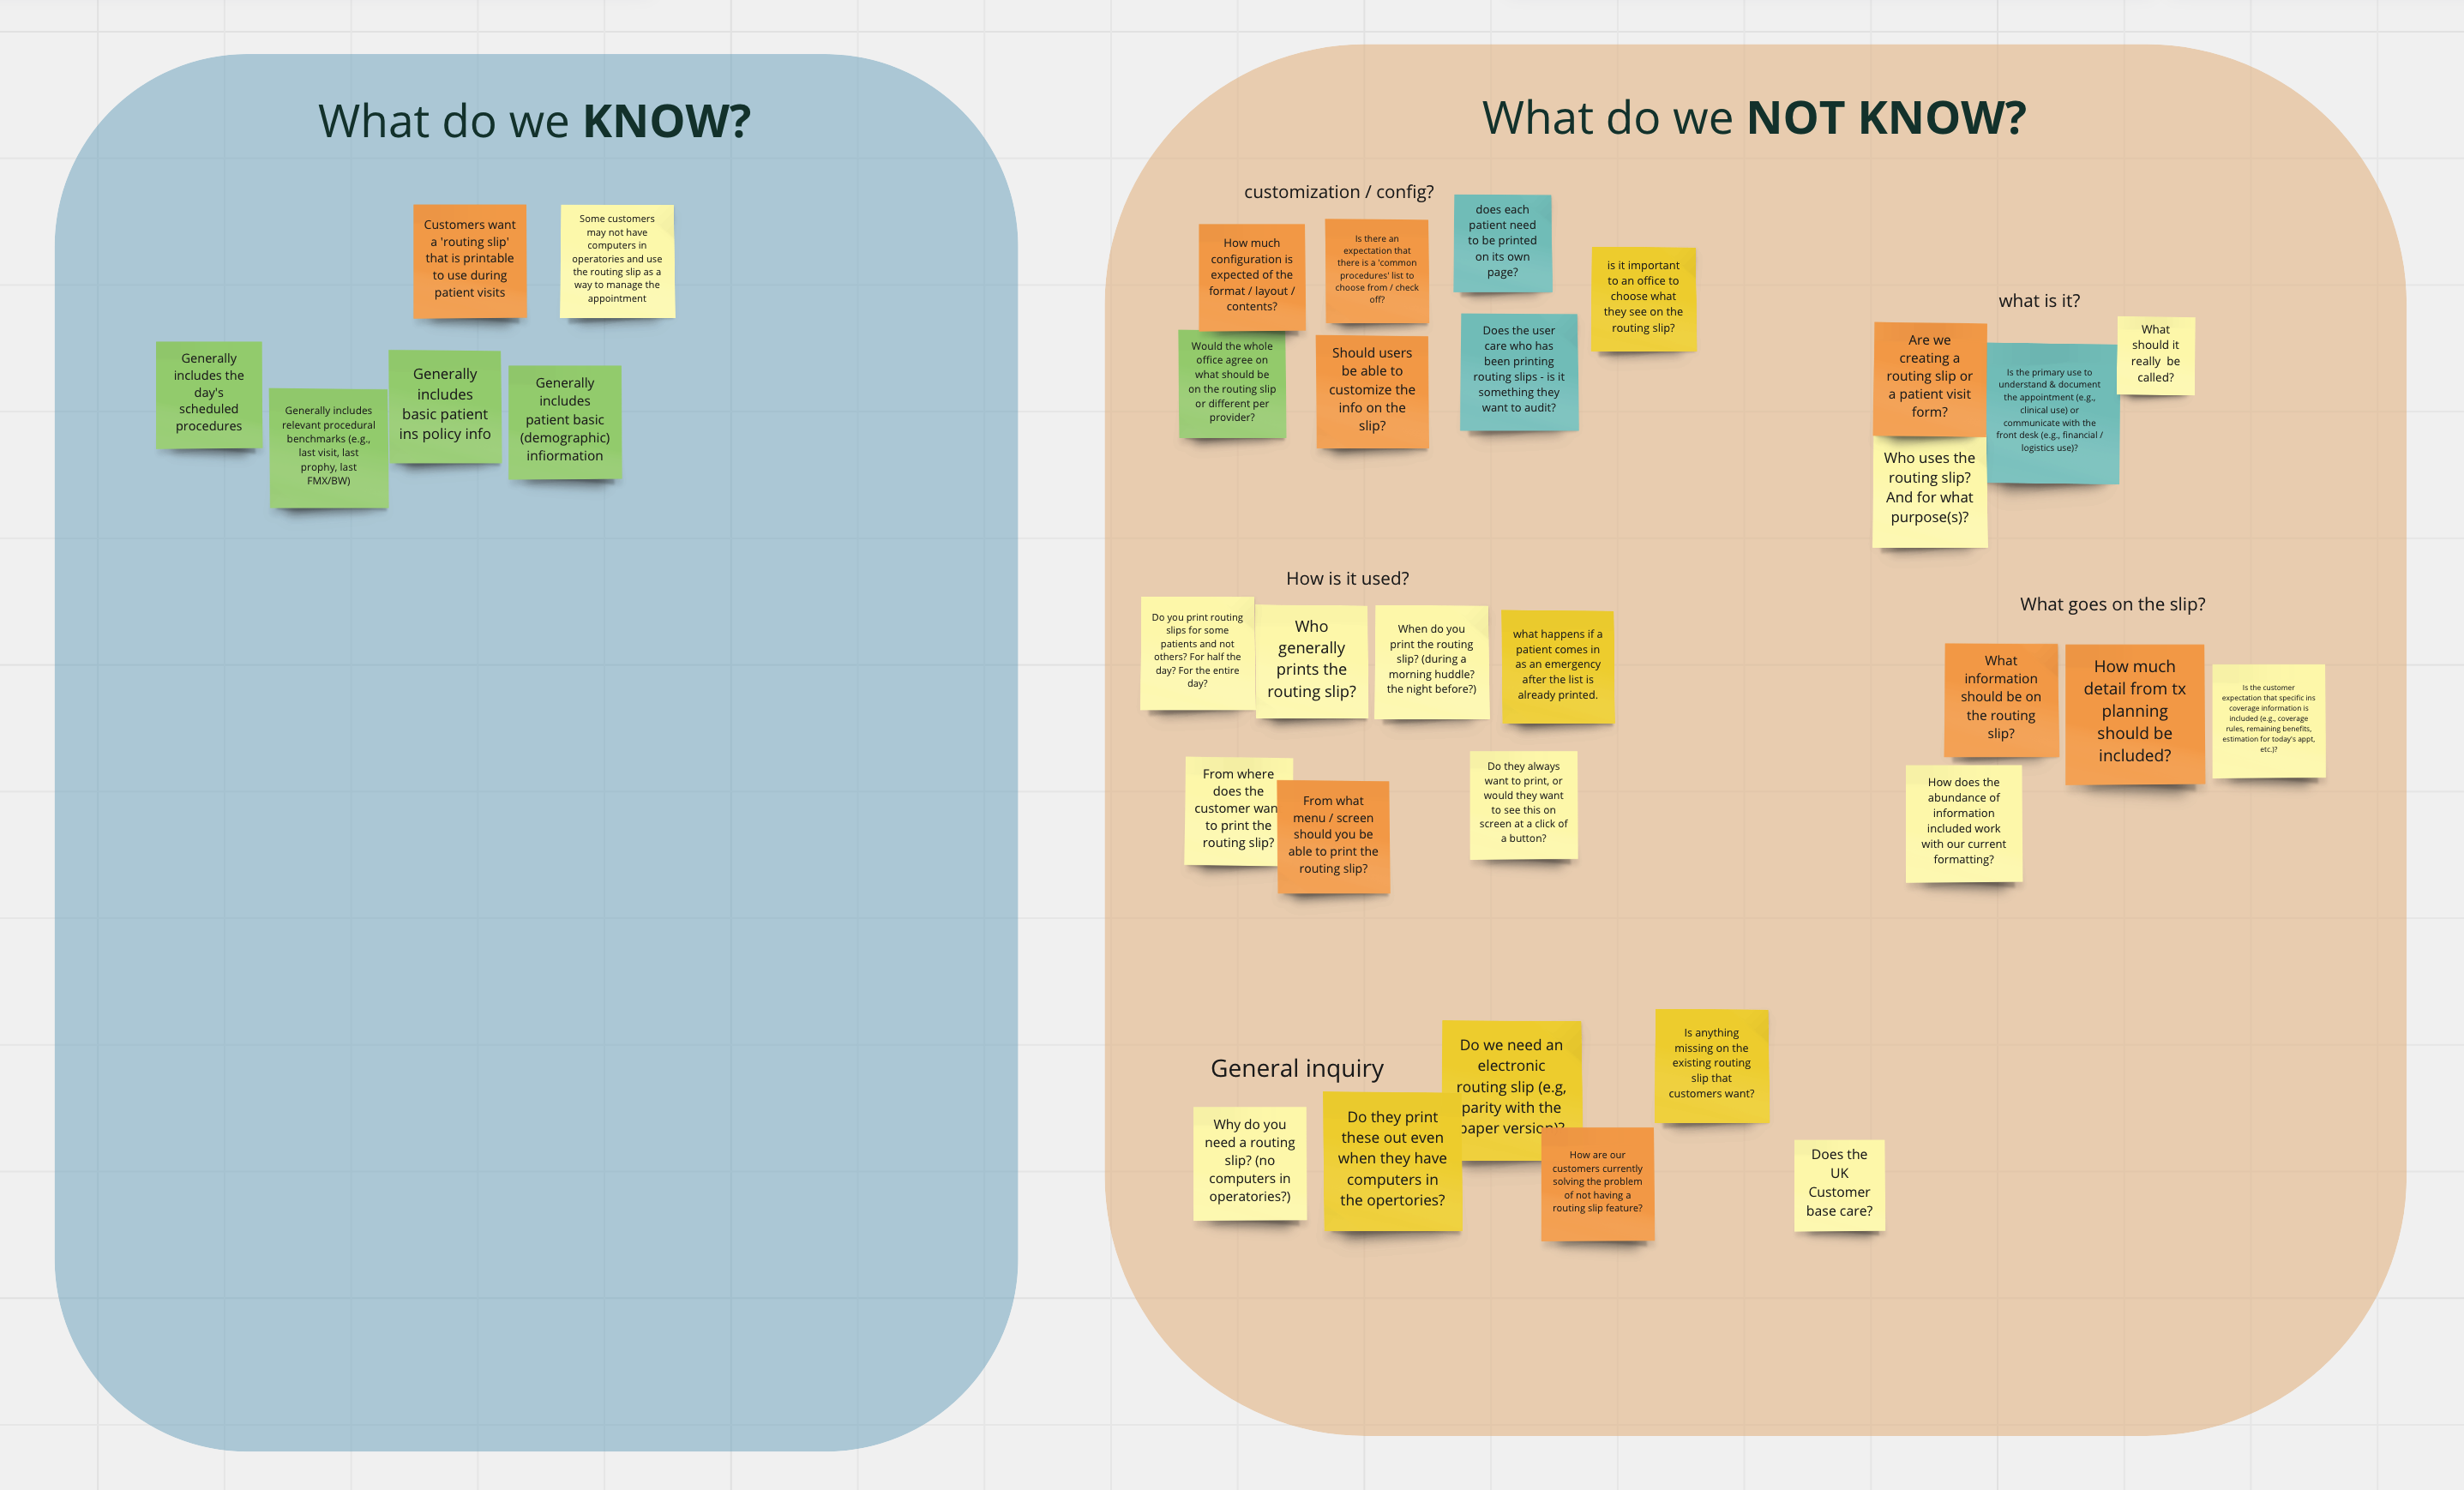 What do we KNOW?
Customers want
a 'routing slip'
that is printable
to use during
patient visits
Some customers
may not have
computers in
operatories and use
the routing slip as a
way to manage the
appointment
Generally
includes the
day's
scheduled
procedures
Generally includes
relevant procedural
benchmarks (e.g.,
last visit, last
prophy, last
FMX/BW)
Generally
includes
basic patient
ins policy info
Generally
includes
patient basic
(demographic)
infiormation
What do we NOT KNOW?
customization / config?
How much
configuration is
expected of the
format / layout /
contents?
Is there an
expectation that
there is a 'common
procedures' list to
choose from / check
off?
does each
patient need
to be printed
on its own
page?
is it important
to an office to
choose what
they see on the
routing slip?
Would the whole
office agree on
what should be
on the routing slip
or different per
provider?
Should users
be able to
customize the
info on the
slip?
Does the user
care who has
been printing
routing slips - is it
something they
want to audit?
what is it?
Are we
creating a
routing slip or
a patient visit
form?
Is the primary use to
understand & document
the appointment (e.g.,
clinical use) or
communicate with the
front desk (e.g., financial /
logistics use)?
What
should it
really be
called?
Who uses the
routing slip?
And for what
purpose(s)?
How is it used?
Do you print routing
slips for some
patients and not
others? For half the
day? For the entire
day?
Who
generally
prints the
routing slip?
When do you
print the routing
slip? (during a
morning huddle?
the night before?)
what happens if a
patient comes in
as an emergency
after the list is
already printed.
From where
does the
customer wan
to print the
routing slip?
From what
menu / screen
should you be
able to print the
routing slip?
Do they always
want to print, or
would they want
to see this on
screen at a click of
a button?
What goes on the slip?
What
information
should be on
the routing
slip?
How much
detail from tx
planning
should be
included?
Is the customer
expectation that specific ins
coverage information is
included (e.g., coverage
rules, remaining benefits,
estimation for today's appt,
etc.)?
How does the
abundance of
information
included work
with our current
formatting?
General inquiry
Why do you
need a routing
slip? (no
computers in
operatories?)
Do they print
these out even
when they have
computers in
the opertories?
Do we need an
electronic
routing slip (e.g,
parity with the
paper version)?
How are our
customers currently
solving the problem
of not having a
routing slip feature?
Is anything
missing on the
existing routing
slip that
customers want?
Does the
UK
Customer
base care?